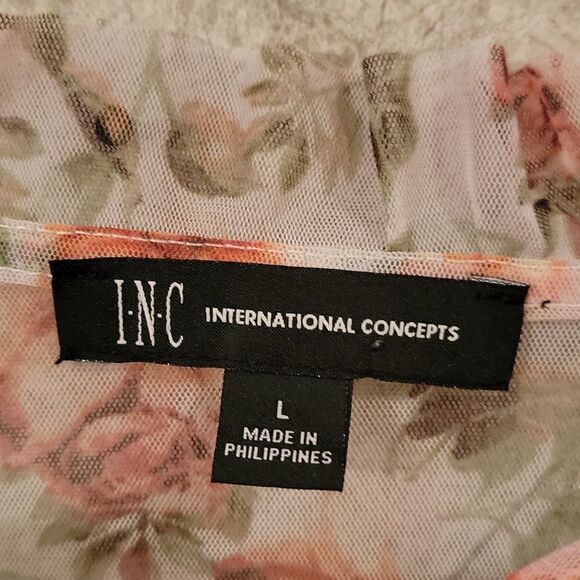 I·N·C INTERNATIONAL CONCEPTS
L
MADE IN
PHILIPPINES